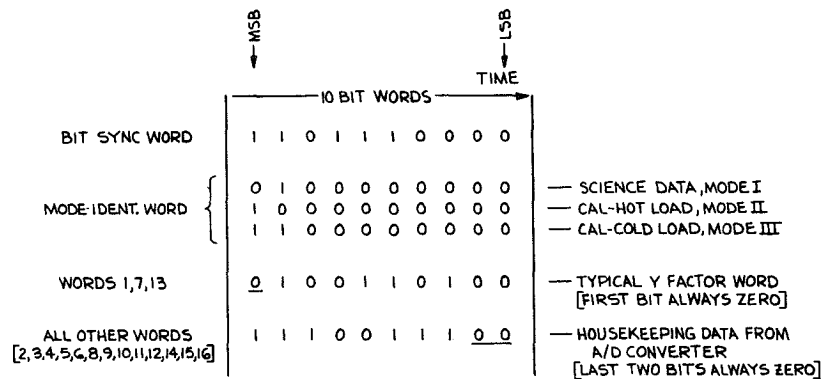 MSB
LSB
TIME
10 BIT WORDS
BIT SYNC WORD 1 1 0 1 1 1 0 0 0 0
MODE-IDENT. WORD
0 1 0 0 0 0 0 0 0 0 — SCIENCE DATA, MODE I
1 0 0 0 0 0 0 0 0 0 — CAL-HOT LOAD, MODE II
1 1 0 0 0 0 0 0 0 0 — CAL-COLD LOAD, MODE III
WORDS 1,7,13 0 1 0 0 1 1 0 1 0 0 — TYPICAL Y FACTOR WORD
[FIRST BIT ALWAYS ZERO]
ALL OTHER WORDS 1 1 1 0 0 1 1 1 0 0 — HOUSEKEEPING DATA FROM
[2,3,4,5,6,8,9,10,11,12,14,15,16] A/D CONVERTER
[LAST TWO BITS ALWAYS ZERO]